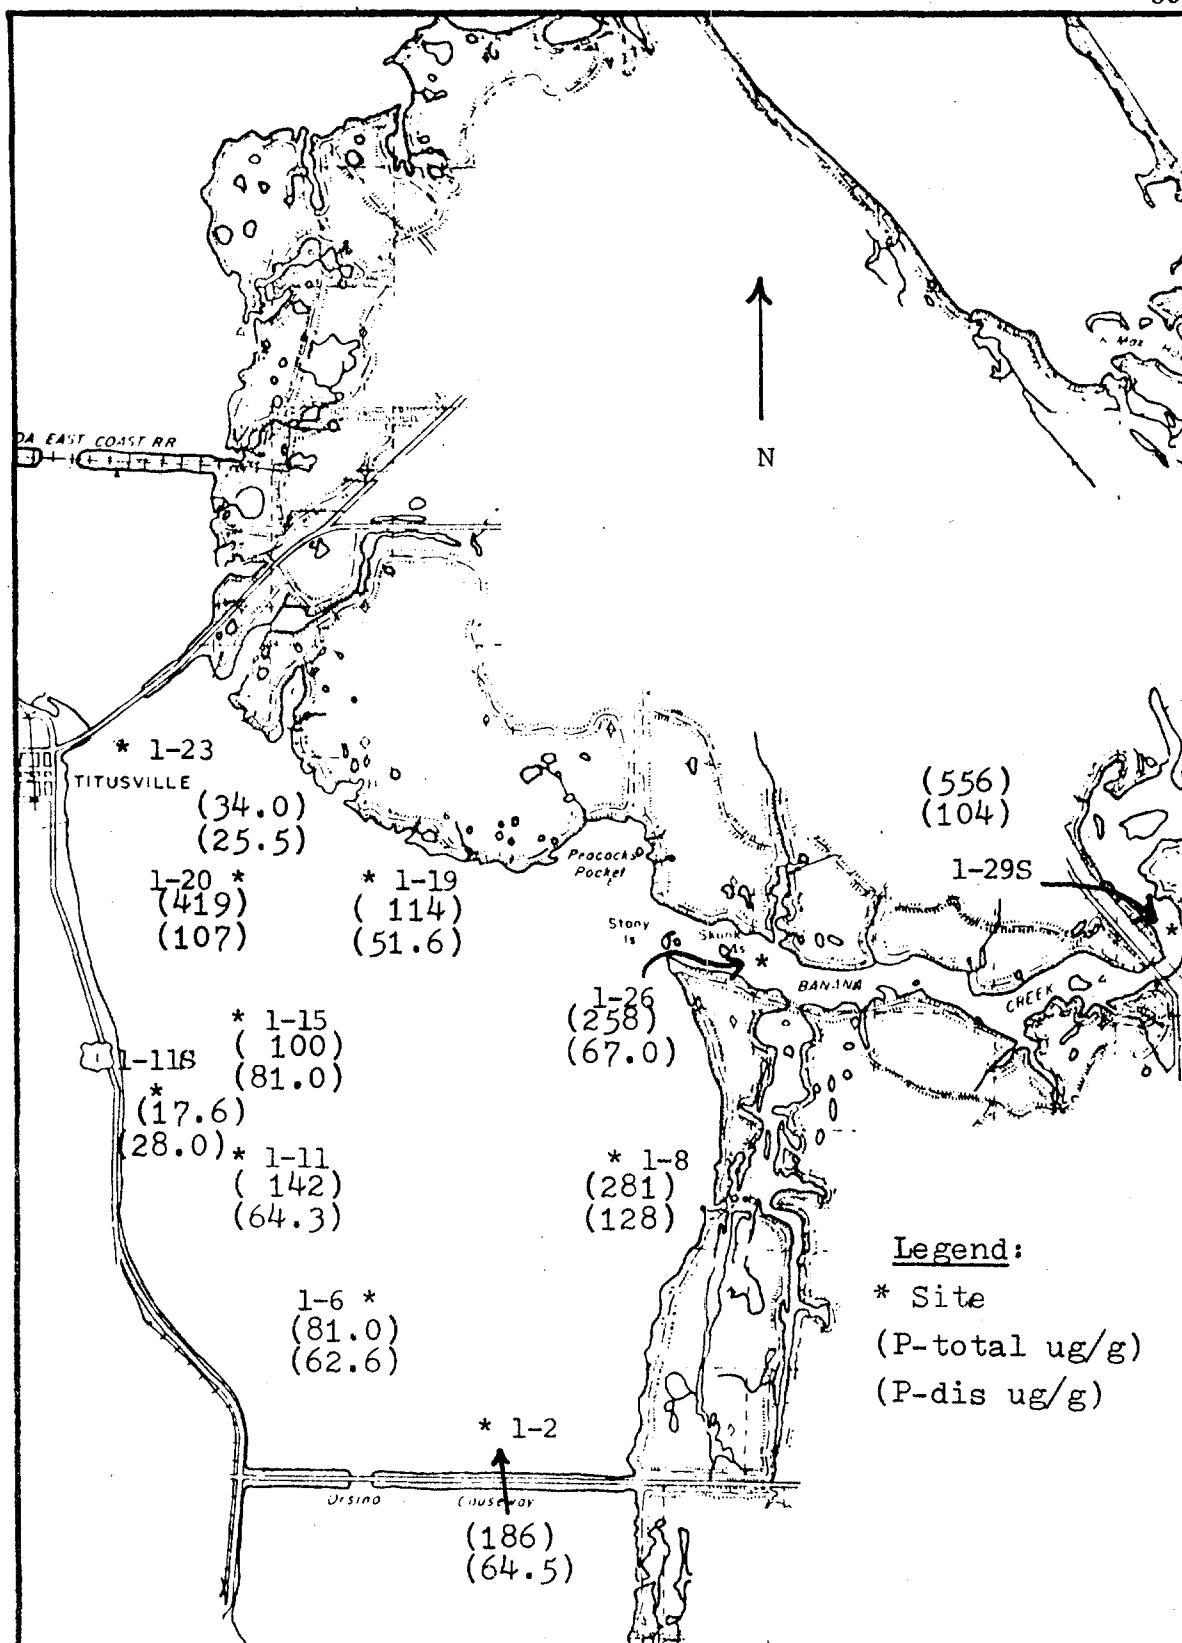 DA EAST COAST RR
N
* 1-23
TITUSVILLE
(34.0)
(25.5)
1-20 *
(419)
(107)
* 1-19
( 114)
(51.6)
Peacocks
Pocket
(556)
(104)
1-29S
Stony
Is
Skunk
Is
BANANA
CREEK
1-26
(258)
(67.0)
* 1-15
( 100)
(81.0)
1-11S
*
(17.6)
(28.0)
* 1-11
( 142)
(64.3)
* 1-8
(281)
(128)
Legend:
* Site
(P-total ug/g)
(P-dis ug/g)
1-6 *
(81.0)
(62.6)
* 1-2
Orsino Causeway
(186)
(64.5)